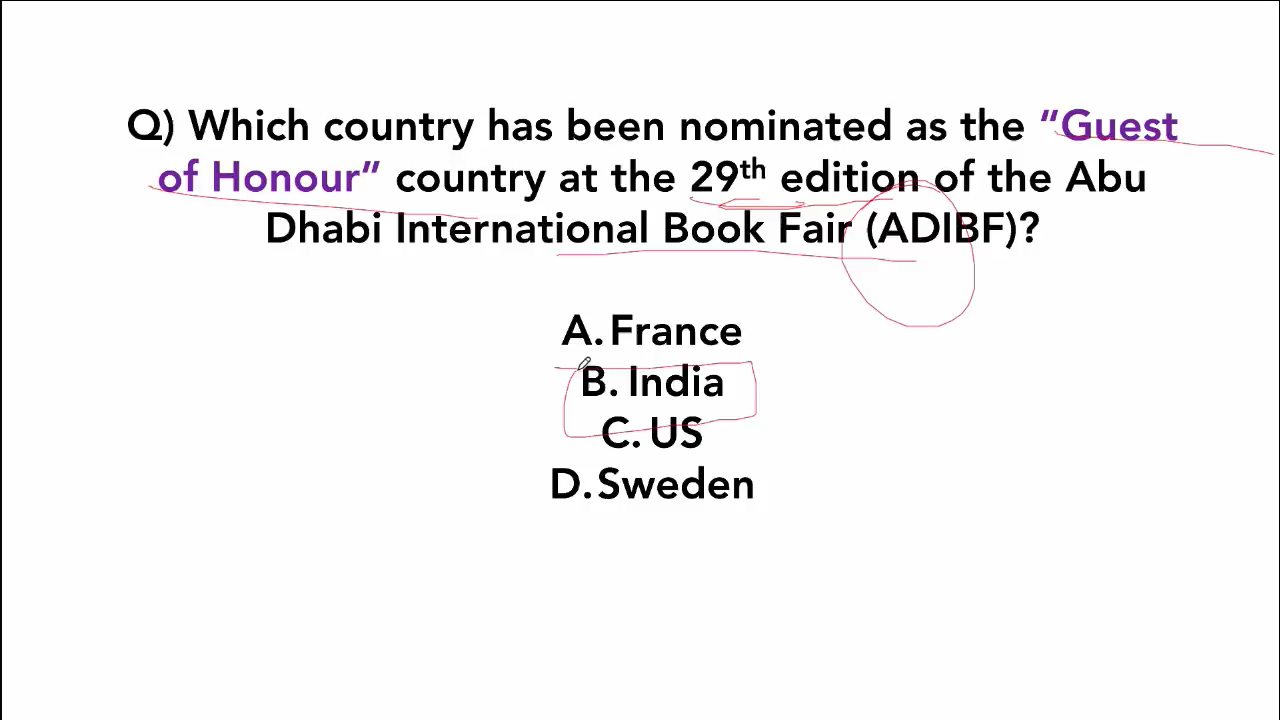 Q) Which country has been nominated as the “Guest
of Honour” country at the 29th edition of the Abu
Dhabi International Book Fair (ADIBF)?
A. France
B. India
C. US
D. Sweden